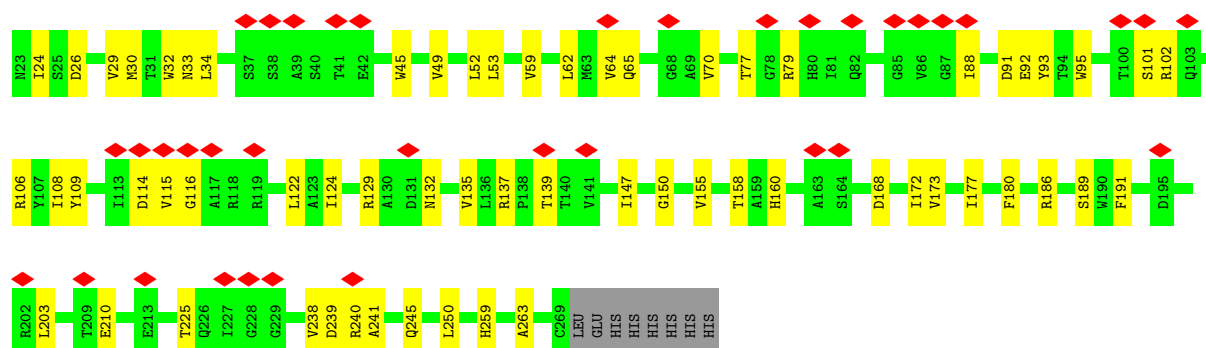 N23 I24 S25 D26 V29 M30 T31 W32 N33 L34 S37 S38 A39 S40 T41 E42 W45 V49 L52 L53 V59 L62 M63 V64 Q65 G68 A69 V70 T77 G78 R79 H80 I81 Q82 G85 V86 G87 I88 D91 E92 Y93 T94 W95 T100 S101 R102 Q103
R106 Y107 I108 Y109 I113 D114 V115 G116 A117 R118 R119 L122 A123 I124 R129 A130 D131 N132 V135 L136 R137 P138 T139 T140 V141 I147 G150 V155 T158 A159 H160 A163 S164 D168 I172 V173 I177 F180 R186 S189 W190 F191 D195
R202 L203 T209 E210 E213 T225 Q226 I227 G228 G229 V238 D239 R240 A241 Q245 L250 H259 A263 C269 LEU GLU HIS HIS HIS HIS HIS HIS